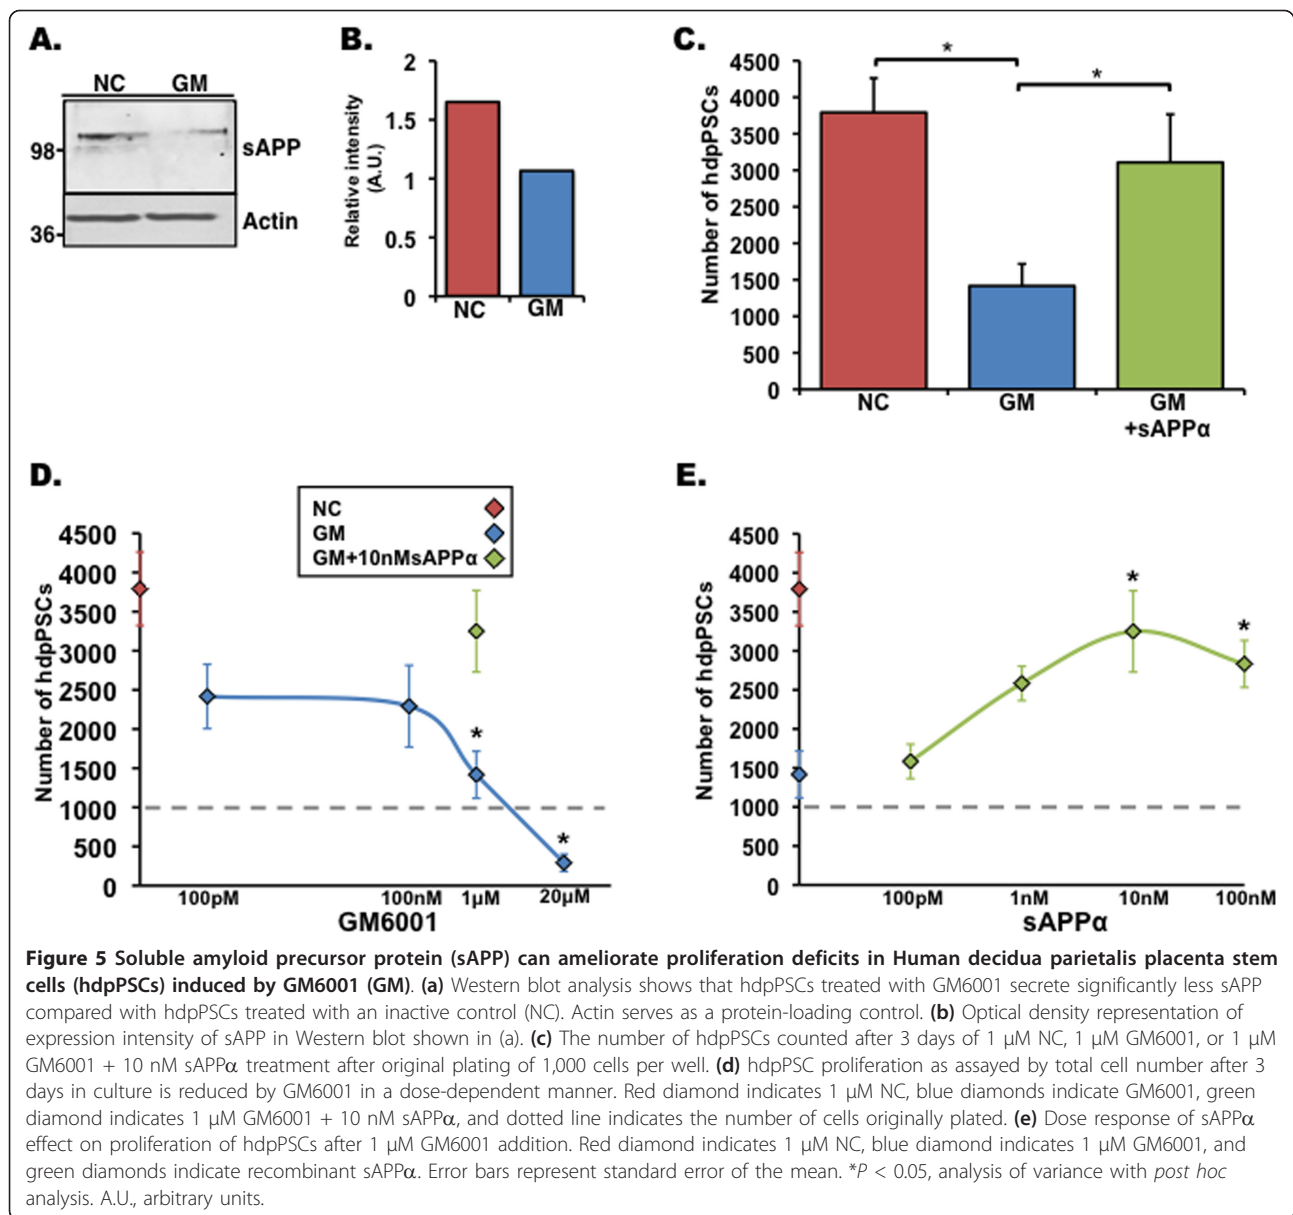 A.
NC GM
98
sAPP
Actin
36
B.
Relative intensity
(A.U.)
2
1.5
1
0.5
0
NC GM
C.
Number of hdpPSCs
4500
4000
3500
3000
2500
2000
1500
1000
500
0
*
*
NC GM GM
+sAPPα
D.
NC
GM
GM+10nMsAPPα
Number of hdpPSCs
4500
4000
3500
3000
2500
2000
1500
1000
500
0
*
*
100pM 100nM 1μM 20μM
GM6001
E.
Number of hdpPSCs
4500
4000
3500
3000
2500
2000
1500
1000
500
0
*
*
100pM 1nM 10nM 100nM
sAPPα
Figure 5 Soluble amyloid precursor protein (sAPP) can ameliorate proliferation deficits in Human decidua parietalis placenta stem
cells (hdpPSCs) induced by GM6001 (GM). (a) Western blot analysis shows that hdpPSCs treated with GM6001 secrete significantly less sAPP
compared with hdpPSCs treated with an inactive control (NC). Actin serves as a protein-loading control. (b) Optical density representation of
expression intensity of sAPP in Western blot shown in (a). (c) The number of hdpPSCs counted after 3 days of 1 μM NC, 1 μM GM6001, or 1 μM
GM6001 + 10 nM sAPPα treatment after original plating of 1,000 cells per well. (d) hdpPSC proliferation as assayed by total cell number after 3
days in culture is reduced by GM6001 in a dose-dependent manner. Red diamond indicates 1 μM NC, blue diamonds indicate GM6001, green
diamond indicates 1 μM GM6001 + 10 nM sAPPα, and dotted line indicates the number of cells originally plated. (e) Dose response of sAPPα
effect on proliferation of hdpPSCs after 1 μM GM6001 addition. Red diamond indicates 1 μM NC, blue diamond indicates 1 μM GM6001, and
green diamonds indicate recombinant sAPPα. Error bars represent standard error of the mean. *P < 0.05, analysis of variance with post hoc
analysis. A.U., arbitrary units.